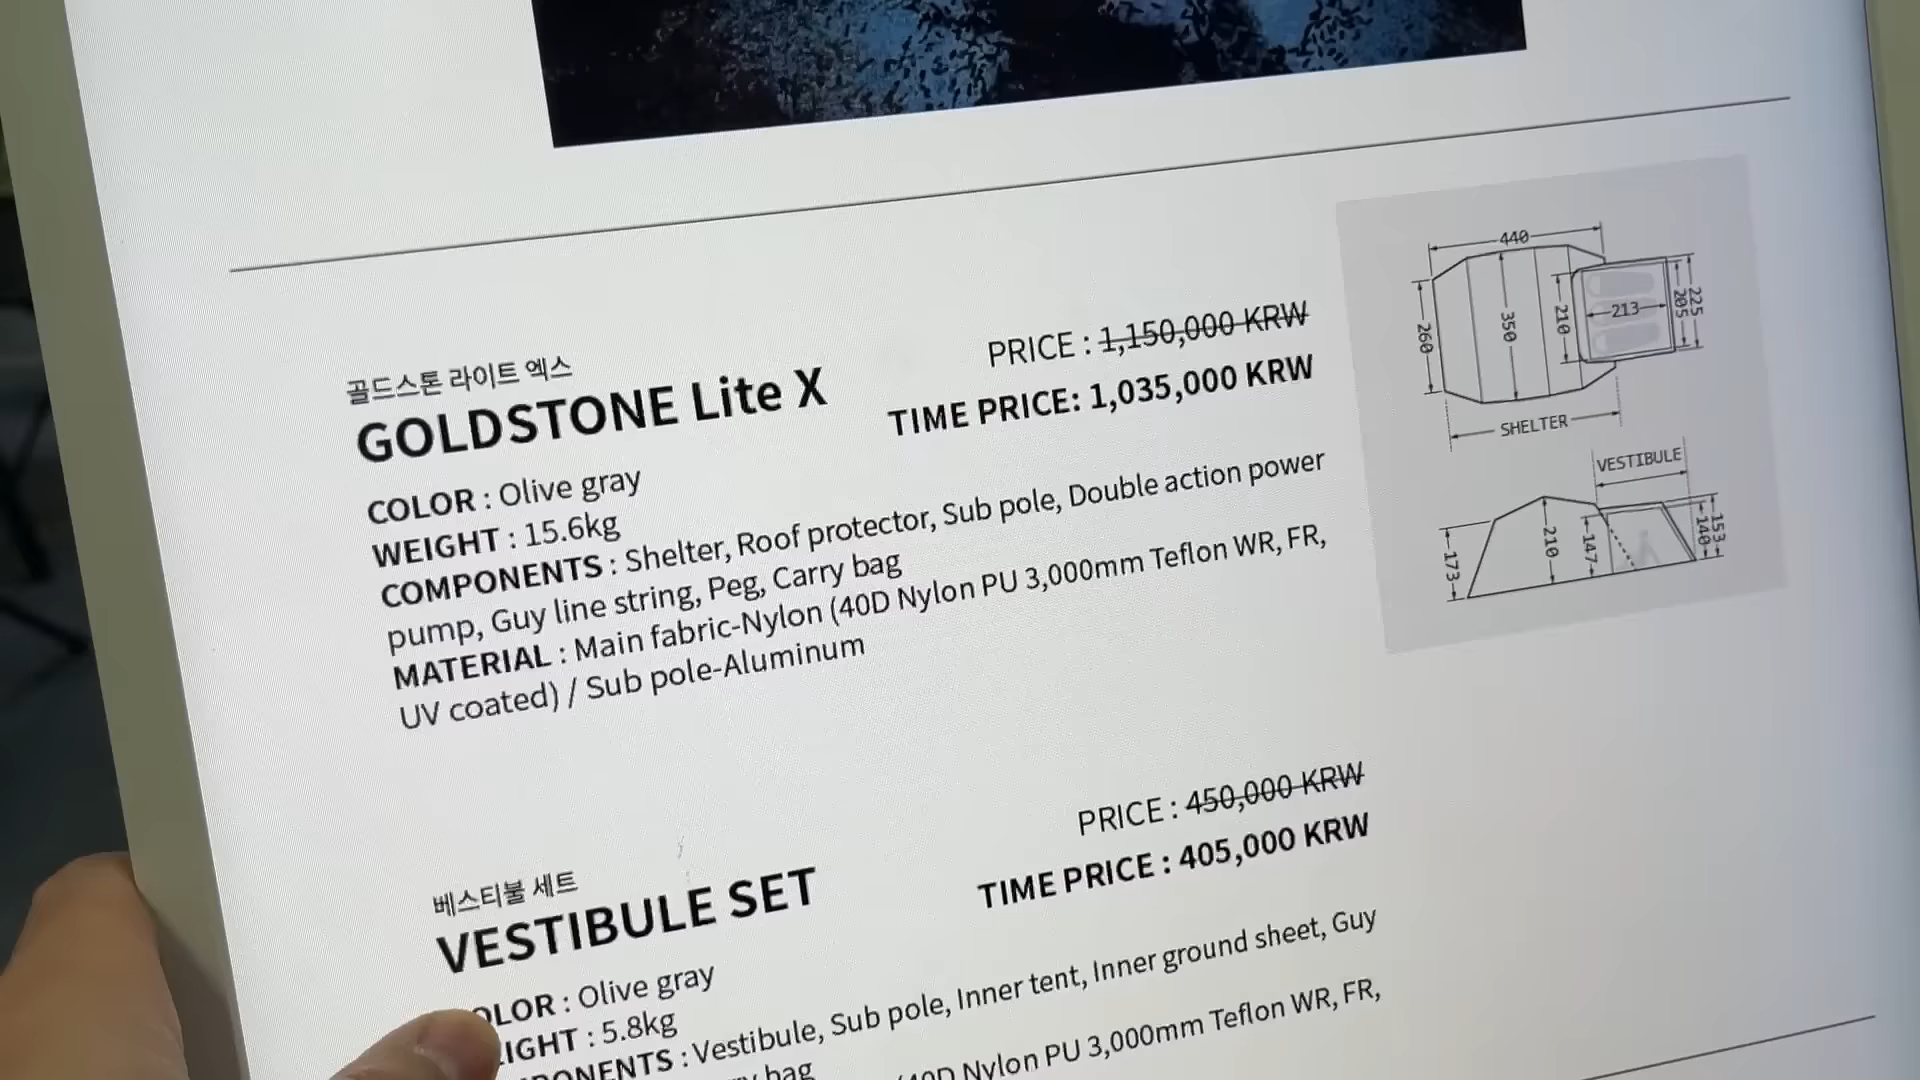 골드스톤 라이트 엑스
GOLDSTONE Lite X
PRICE : 1,150,000 KRW
TIME PRICE: 1,035,000 KRW
COLOR : Olive gray
WEIGHT : 15.6kg
COMPONENTS : Shelter, Roof protector, Sub pole, Double action power
pump, Guy line string, Peg, Carry bag
MATERIAL : Main fabric-Nylon (40D Nylon PU 3,000mm Teflon WR, FR,
UV coated) / Sub pole-Aluminum
440
260
350
210
213
205
225
SHELTER
VESTIBULE
173
210
147
140
153
베스티불 세트
VESTIBULE SET
PRICE : 450,000 KRW
TIME PRICE : 405,000 KRW
OLOR : Olive gray
IGHT : 5.8kg
ONENTS : Vestibule, Sub pole, Inner tent, Inner ground sheet, Guy
bag
(40D Nylon PU 3,000mm Teflon WR, FR,